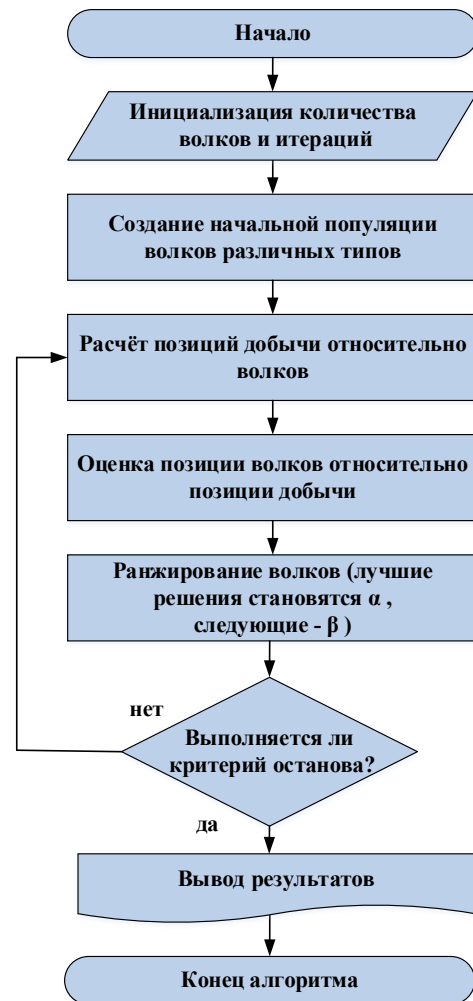 Начало
Инициализация количества
волков и итераций
Создание начальной популяции
волков различных типов
Расчёт позиций добычи относительно
волков
Оценка позиции волков относительно
позиции добычи
Ранжирование волков (лучшие
решения становятся α ,
следующие - β )
нет
Выполняется ли
критерий останова?
да
Вывод результатов
Конец алгоритма